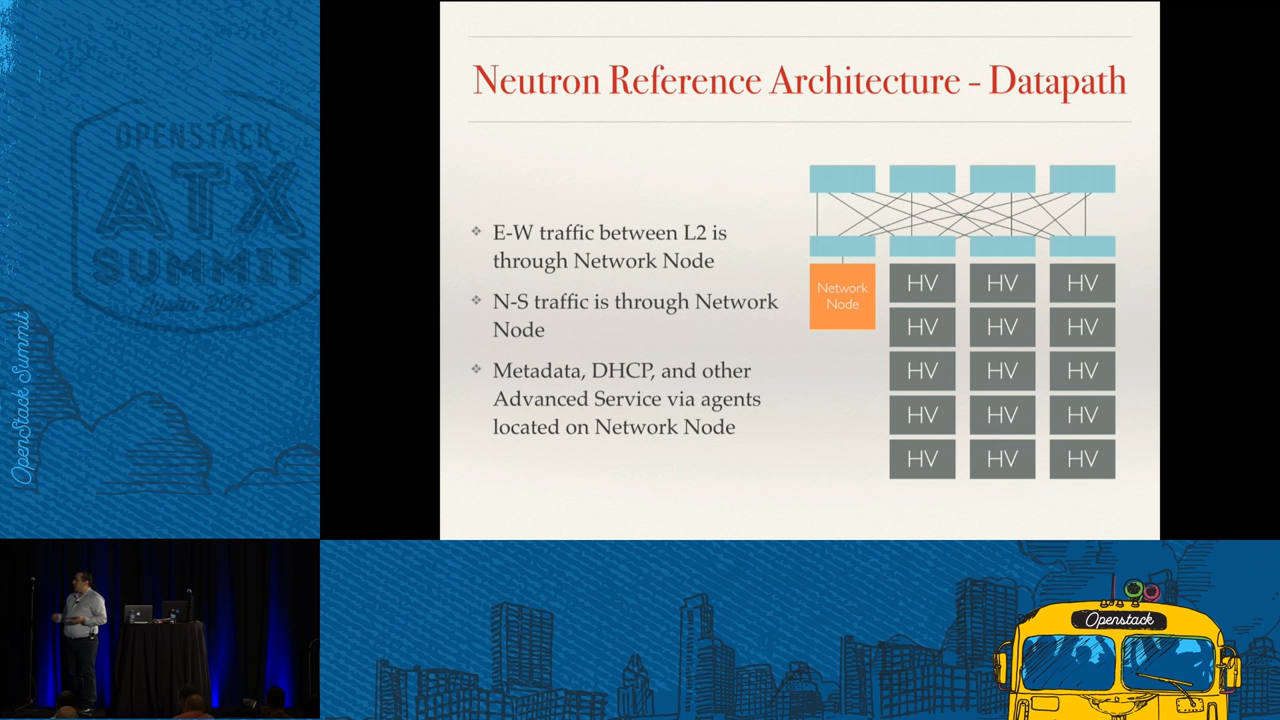 OPENSTACK
ATX
SUMMIT
OpenStack Summit
Neutron Reference Architecture - Datapath
E-W traffic between L2 is
through Network Node
N-S traffic is through Network
Node
Metadata, DHCP, and other
Advanced Service via agents
located on Network Node
Network
Node
HV HV HV
HV HV HV
HV HV HV
HV HV HV
HV HV HV
Openstack